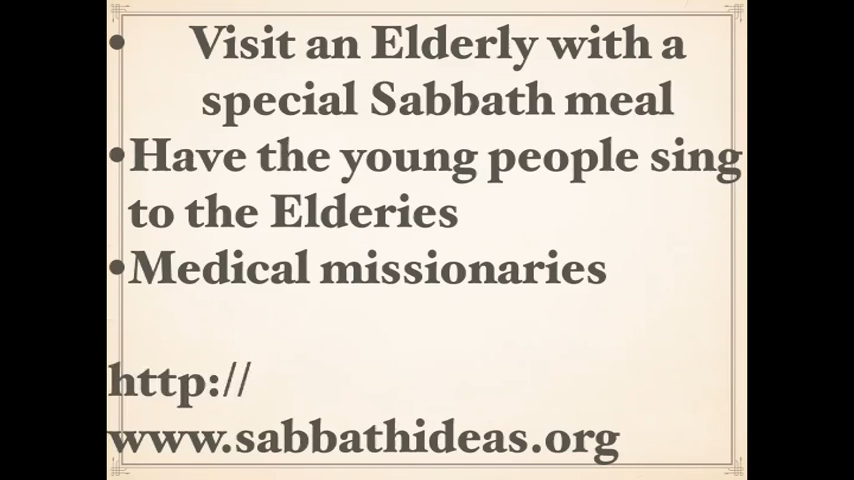 • Visit an Elderly with a
special Sabbath meal
•Have the young people sing
to the Elderies
•Medical missionaries
http://
www.sabbathideas.org